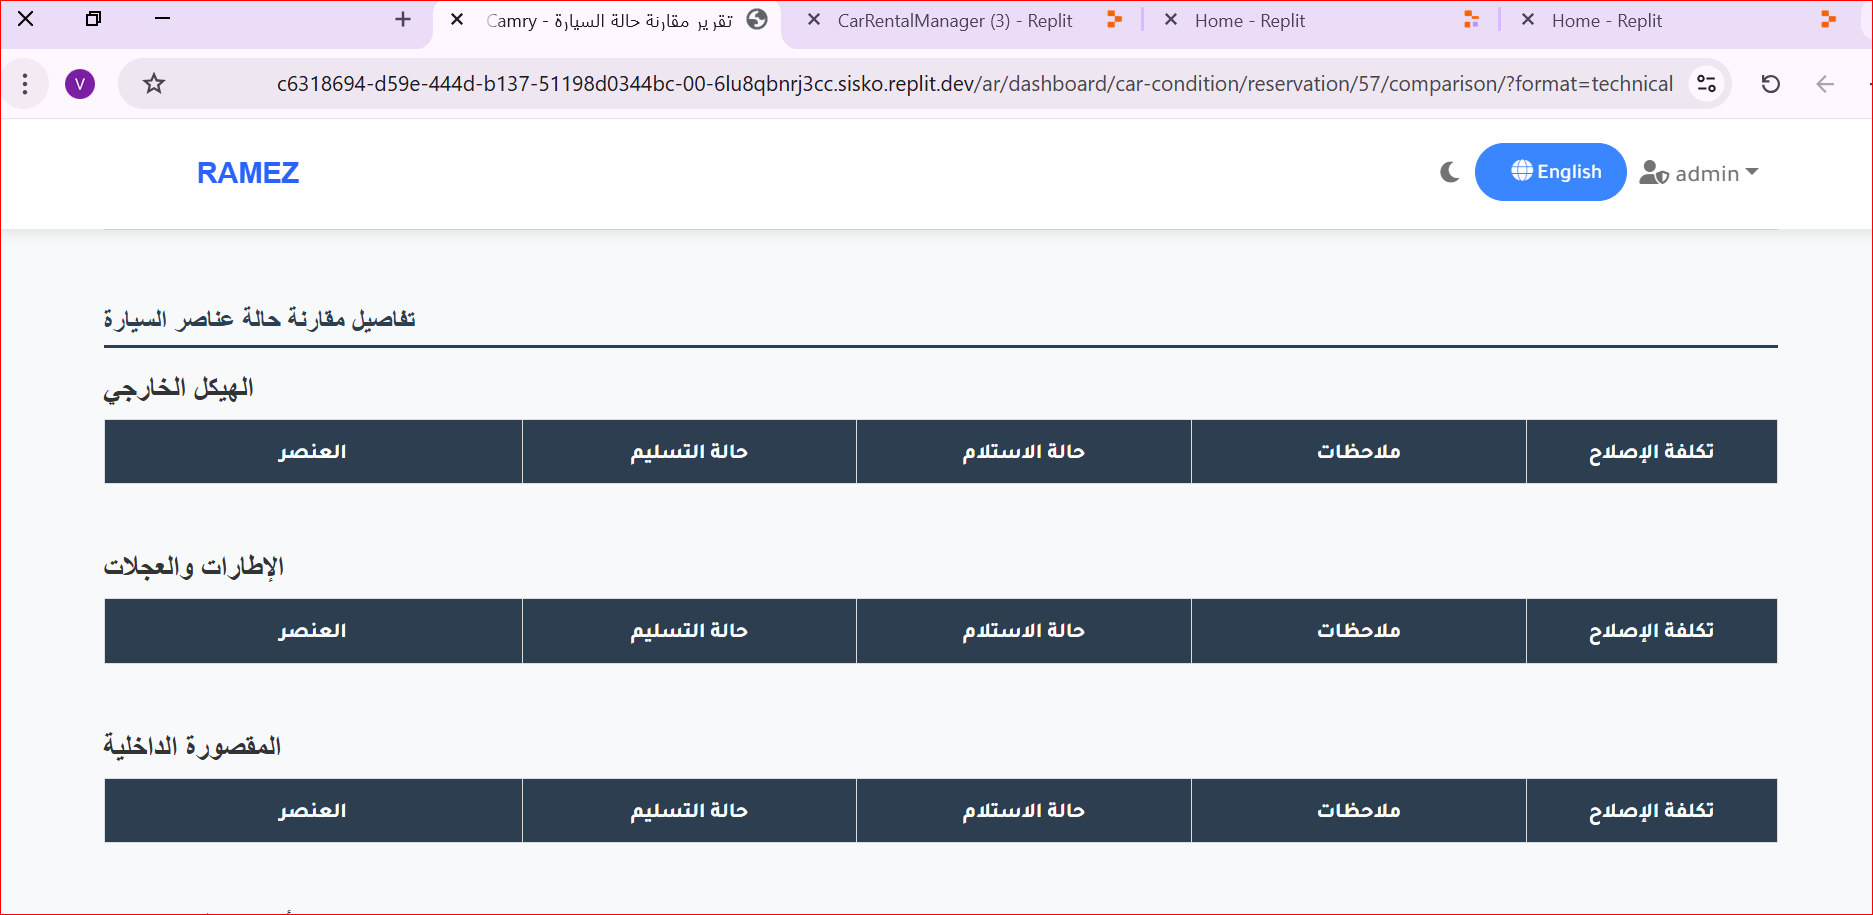 تقرير مقارنة حالة السيارة - Camry
CarRentalManager (3) - Replit
Home - Replit
Home - Replit
V
c6318694-d59e-444d-b137-51198d0344bc-00-6lu8qbnrj3cc.sisko.replit.dev/ar/dashboard/car-condition/reservation/57/comparison/?format=technical
RAMEZ
English
admin
تفاصيل مقارنة حالة عناصر السيارة
الهيكل الخارجي
العنصر حالة التسليم حالة الاستلام ملاحظات تكلفة الإصلاح
الإطارات والعجلات
العنصر حالة التسليم حالة الاستلام ملاحظات تكلفة الإصلاح
المقصورة الداخلية
العنصر حالة التسليم حالة الاستلام ملاحظات تكلفة الإصلاح